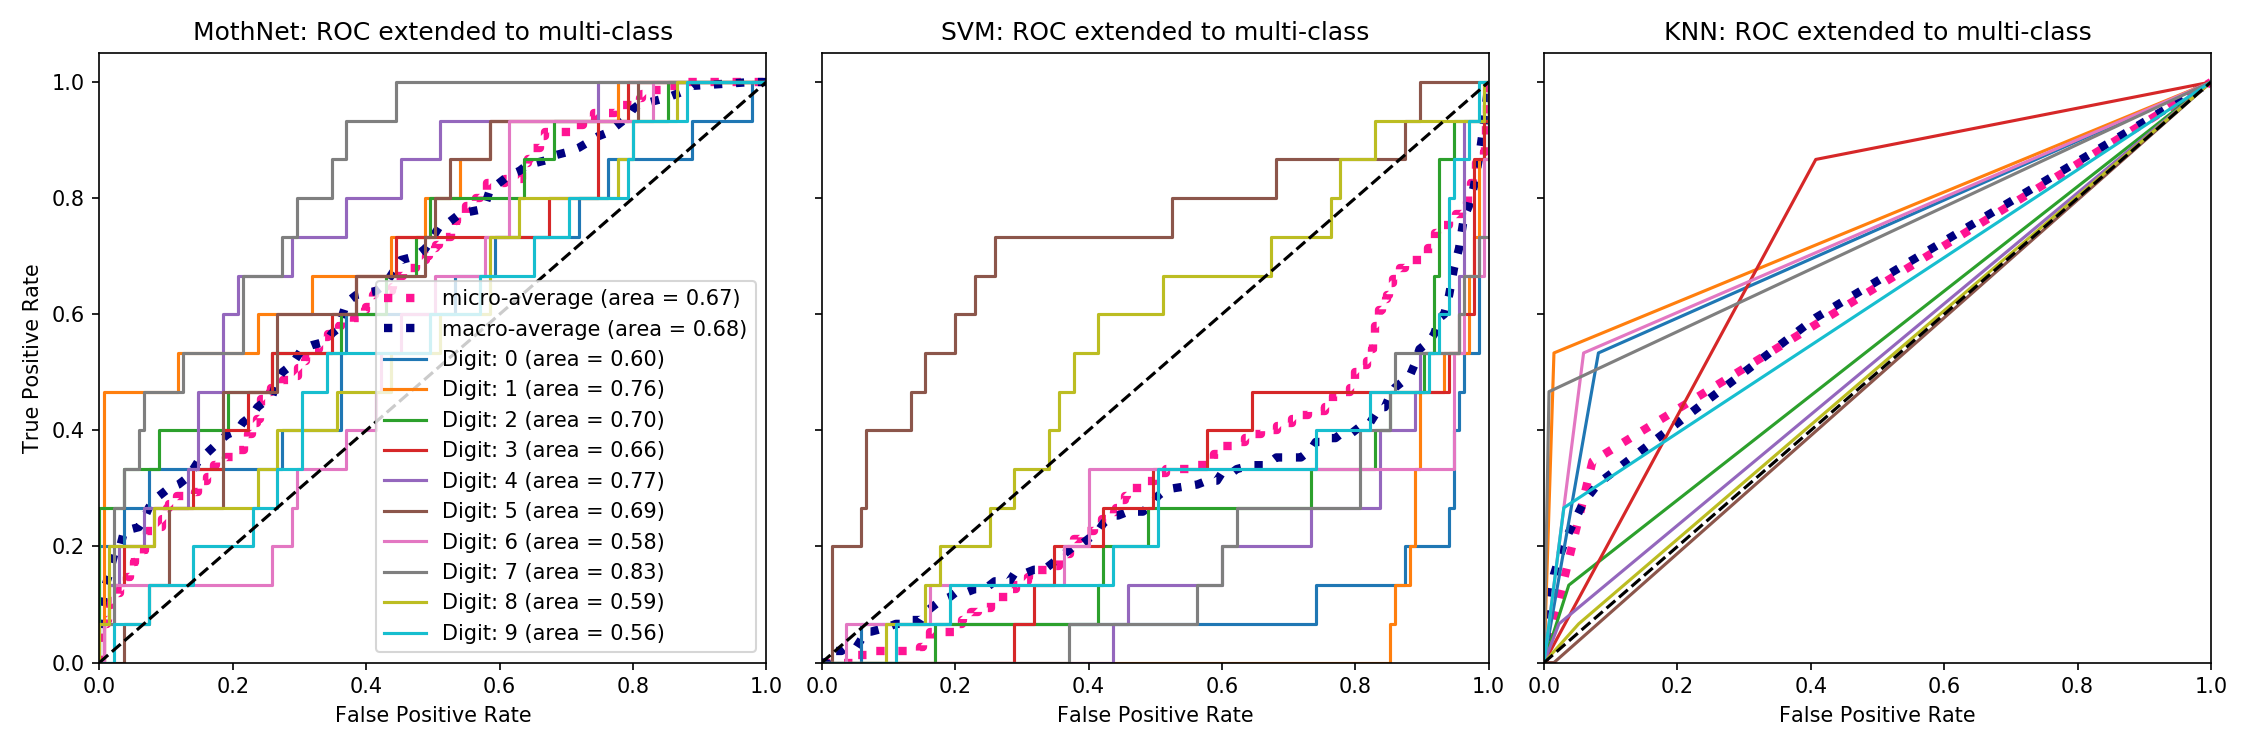 MothNet: ROC extended to multi-class
SVM: ROC extended to multi-class
KNN: ROC extended to multi-class
True Positive Rate
1.0
0.8
0.6
0.4
0.2
0.0
micro-average (area = 0.67)
macro-average (area = 0.68)
Digit: 0 (area = 0.60)
Digit: 1 (area = 0.76)
Digit: 2 (area = 0.70)
Digit: 3 (area = 0.66)
Digit: 4 (area = 0.77)
Digit: 5 (area = 0.69)
Digit: 6 (area = 0.58)
Digit: 7 (area = 0.83)
Digit: 8 (area = 0.59)
Digit: 9 (area = 0.56)
0.0 0.2 0.4 0.6 0.8 1.0
0.0 0.2 0.4 0.6 0.8 1.0
0.0 0.2 0.4 0.6 0.8 1.0
False Positive Rate
False Positive Rate
False Positive Rate